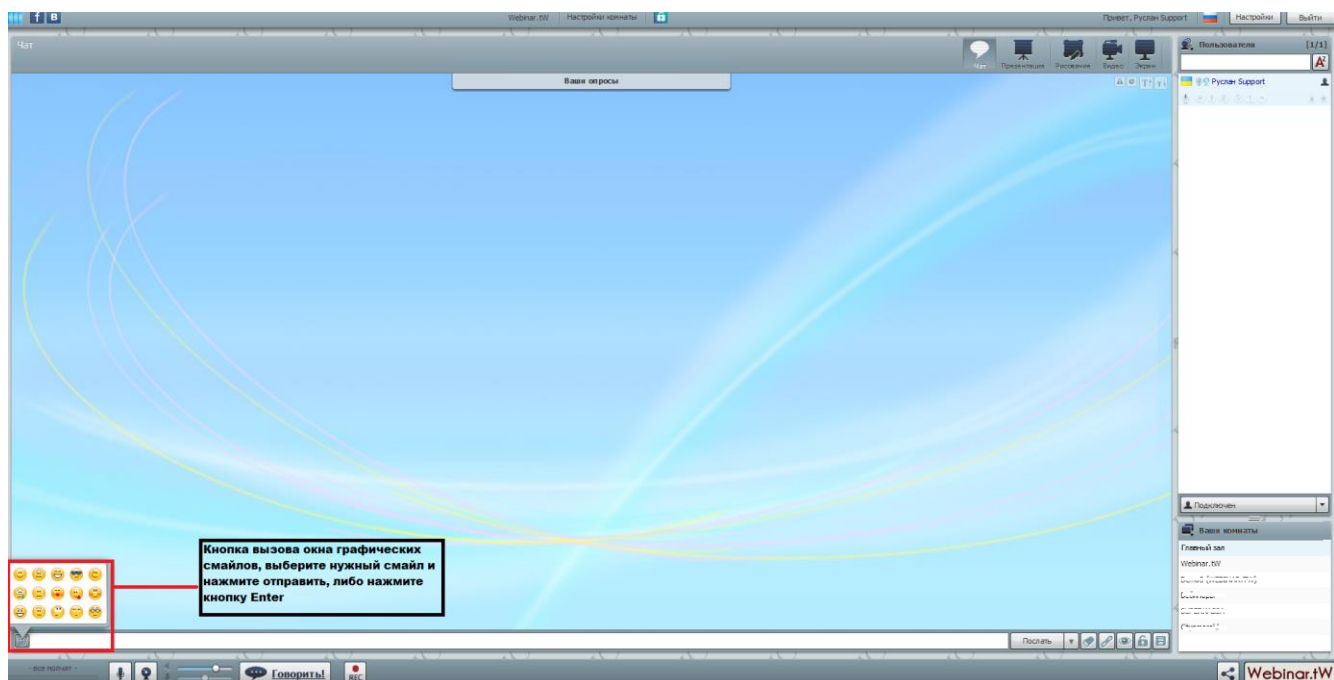 f B
Webinar.tW Настройки комнаты
Привет, Руслан Support Настройки Выйти
Чат
Чат Презентация Рисование Видео Экран
Пользователи [1/1]
Ваши опросы
Руслан Support
Подключен
Ваши комнаты
Главный зал
Webinar.tW
Кнопка вызова окна графических
смайлов, выберите нужный смайл и
нажмите отправить, либо нажмите
кнопку Enter
Послать
- все молчат -
Говорить!
REC
Webinar.tW